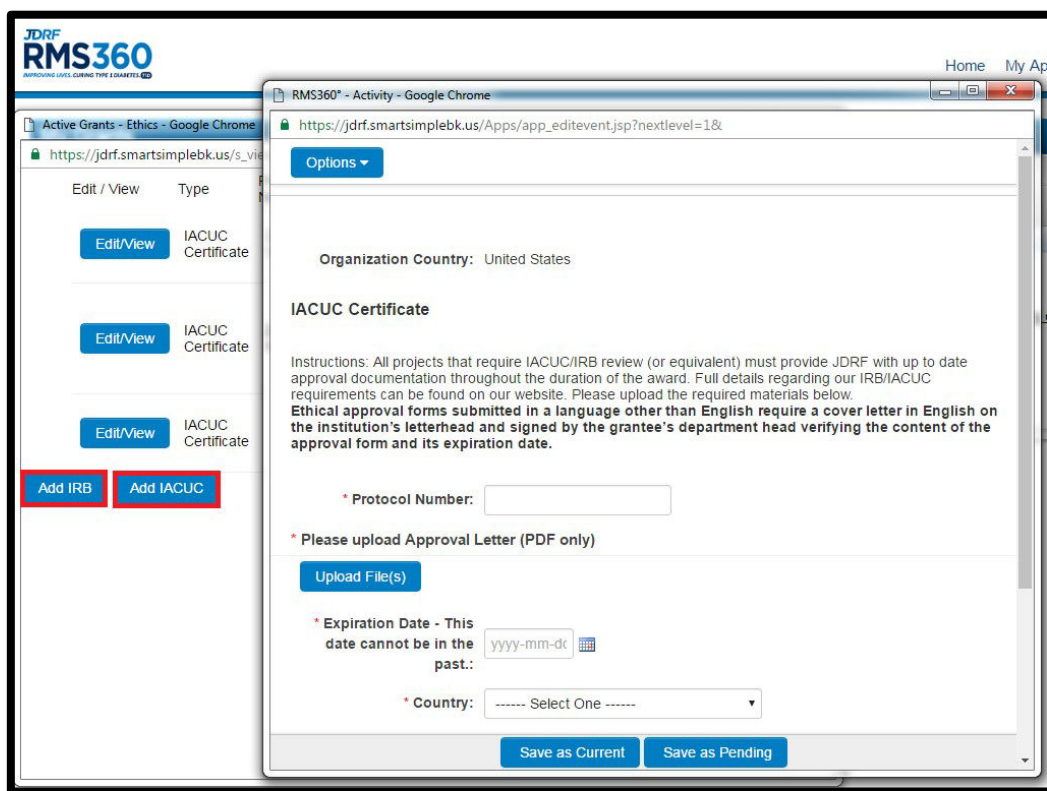 JDRF
RMS360
IMPROVING LIVES. CURING TYPE 1 DIABETES.
Home My Ap
Active Grants - Ethics - Google Chrome
https://jdrf.smartsimplebk.us/s_vie
Edit / View Type
Edit/View IACUC
Certificate
Edit/View IACUC
Certificate
Edit/View IACUC
Certificate
Add IRB Add IACUC
RMS360° - Activity - Google Chrome
https://jdrf.smartsimplebk.us/Apps/app_editevent.jsp?nextlevel=1&
Options
Organization Country: United States
IACUC Certificate
Instructions: All projects that require IACUC/IRB review (or equivalent) must provide JDRF with up to date
approval documentation throughout the duration of the award. Full details regarding our IRB/IACUC
requirements can be found on our website. Please upload the required materials below.
Ethical approval forms submitted in a language other than English require a cover letter in English on
the institution's letterhead and signed by the grantee's department head verifying the content of the
approval form and its expiration date.
* Protocol Number:
* Please upload Approval Letter (PDF only)
Upload File(s)
* Expiration Date - This
date cannot be in the
past.:
yyyy-mm-dc
* Country: ------ Select One ------
Save as Current Save as Pending